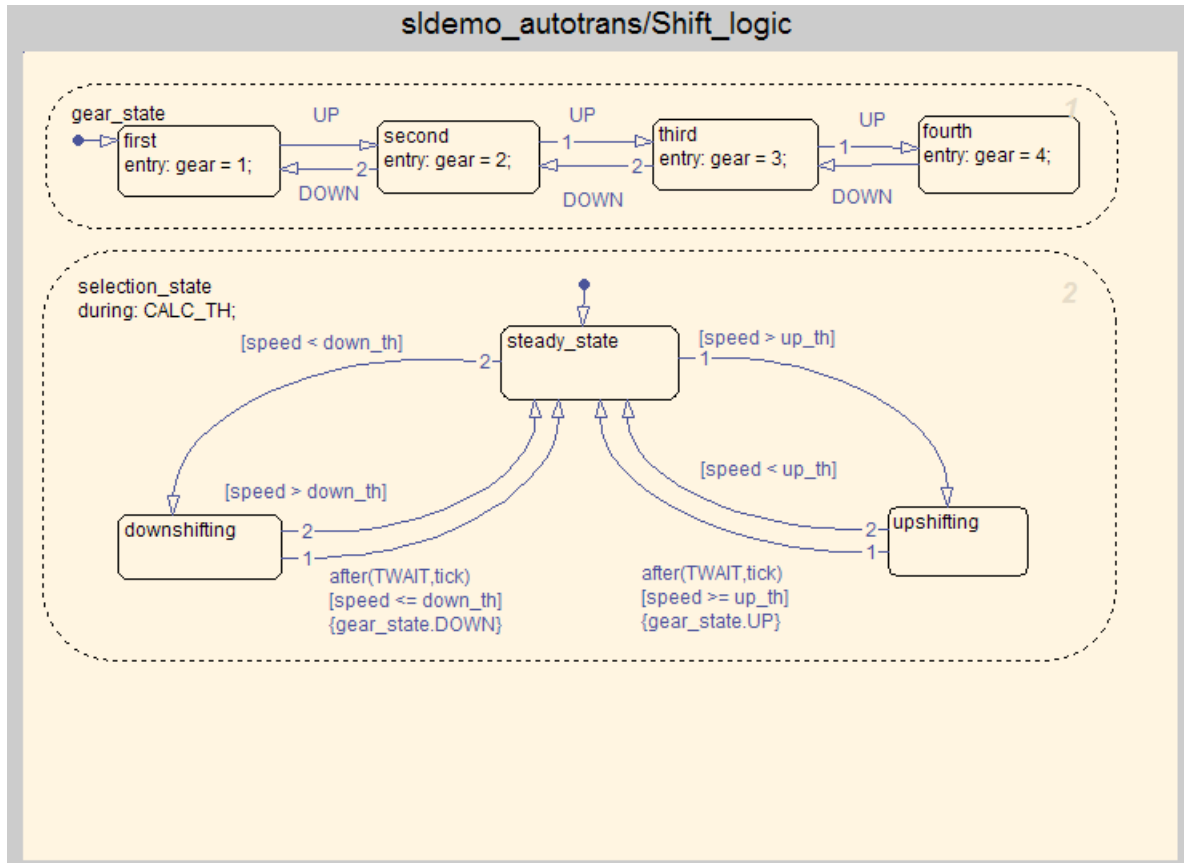 sldemo_autotrans/Shift_logic
1
gear_state
UP
UP
UP
first
entry: gear = 1;
second
entry: gear = 2;
1
third
entry: gear = 3;
1
fourth
entry: gear = 4;
2
2
DOWN
DOWN
DOWN
selection_state
during: CALC_TH;
2
[speed < down_th]
2
steady_state
1
[speed > up_th]
[speed > down_th]
[speed < up_th]
downshifting
2
1
upshifting
2
1
after(TWAIT,tick)
[speed <= down_th]
{gear_state.DOWN}
after(TWAIT,tick)
[speed >= up_th]
{gear_state.UP}